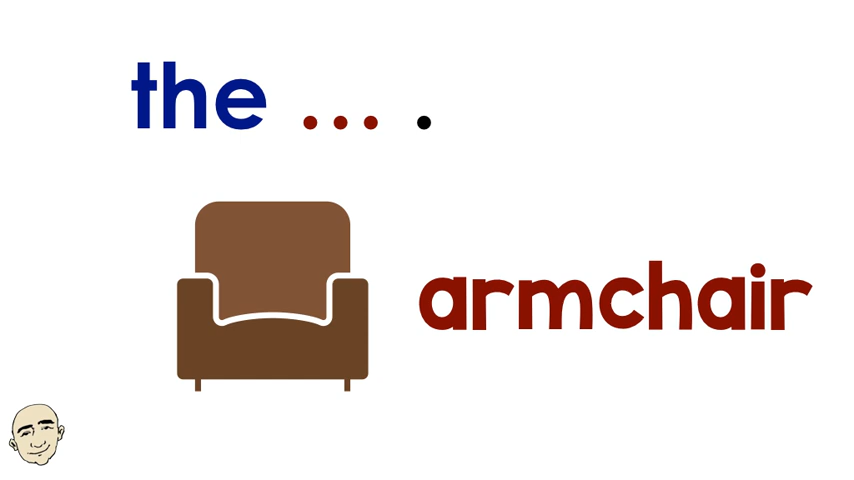 the ... .
armchair